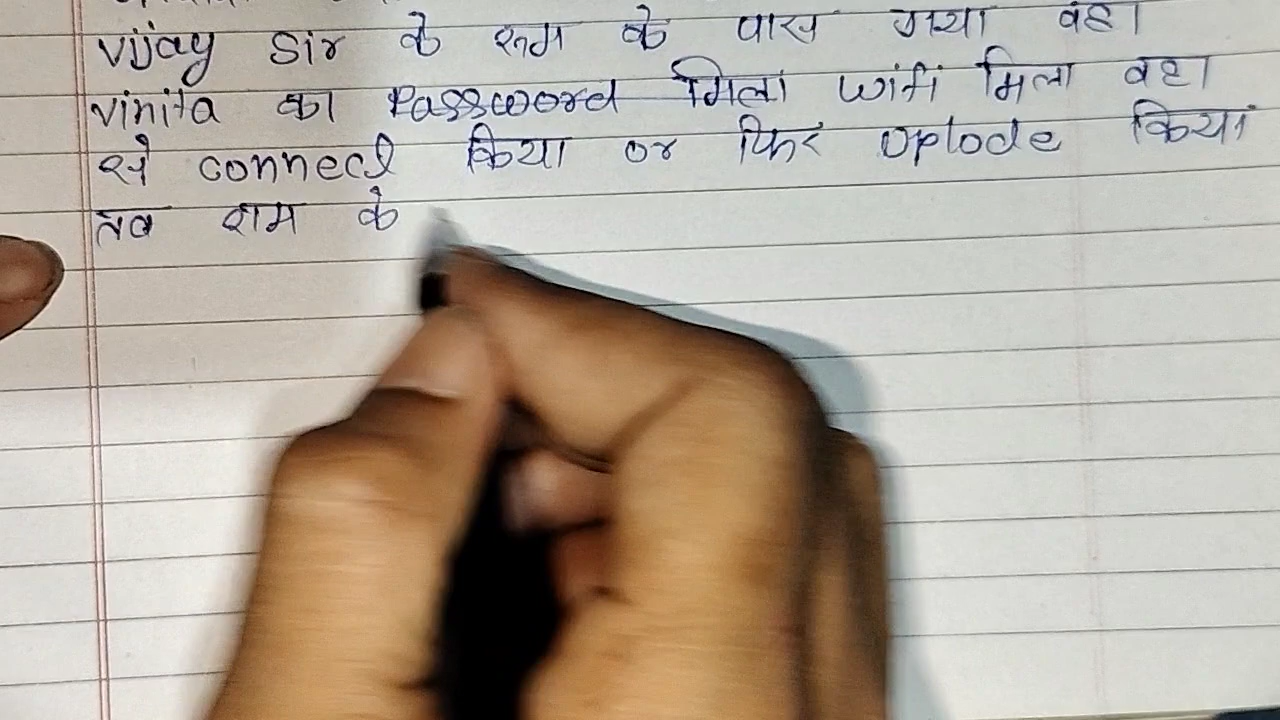 vijay Sir के रूम के पास गया वहा
vinita का Password मिला wifi मिला वहा
से connect किया or फिर uplode किया
तब शाम के